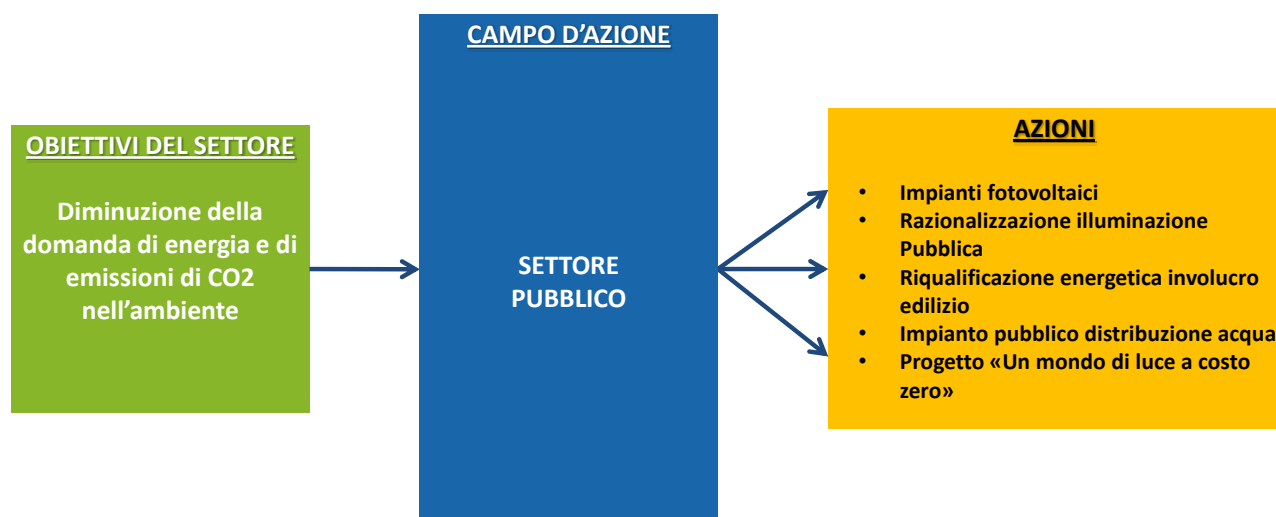 OBIETTIVI DEL SETTORE
Diminuzione della
domanda di energia e di
emissioni di CO2
nell’ambiente
CAMPO D’AZIONE
SETTORE
PUBBLICO
AZIONI
• Impianti fotovoltaici
• Razionalizzazione illuminazione
Pubblica
• Riqualificazione energetica involucro
edilizio
• Impianto pubblico distribuzione acqua
• Progetto «Un mondo di luce a costo
zero»